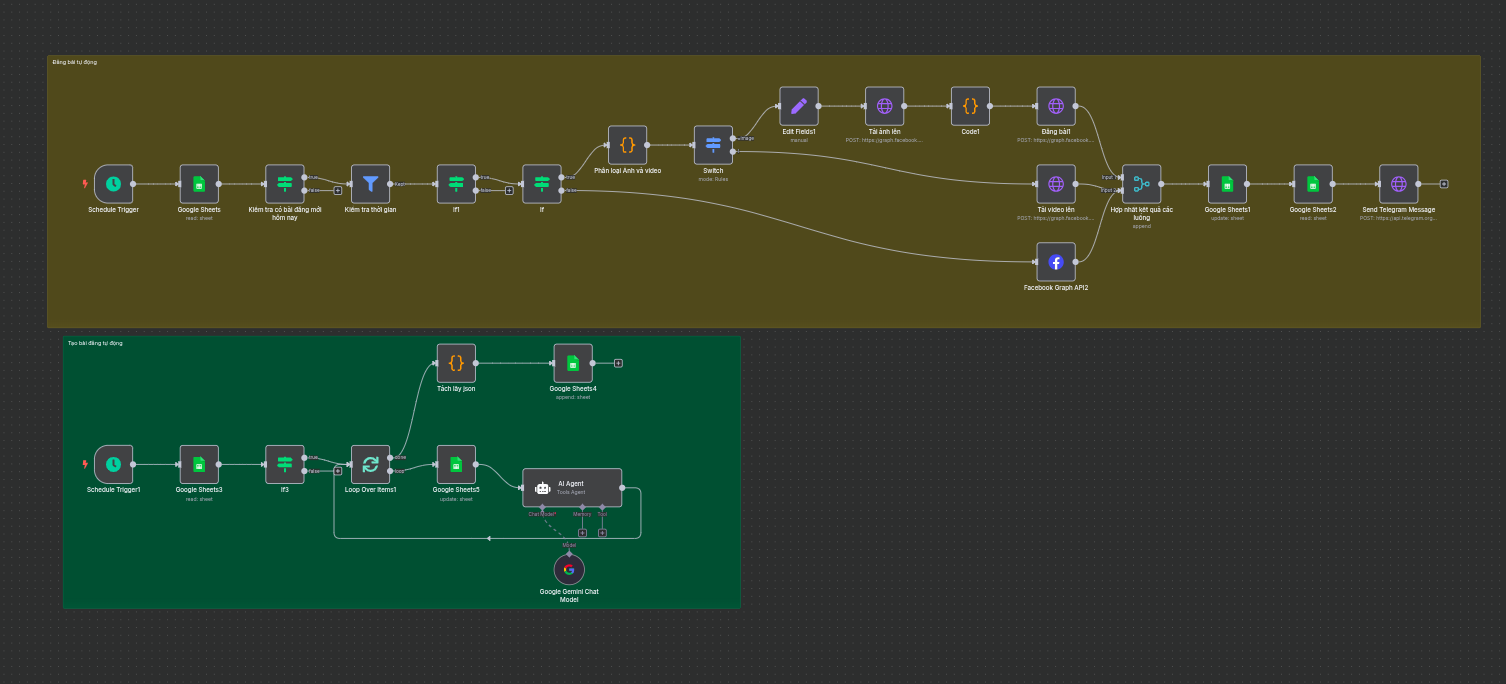 Đăng bài tự động
Edit Fields1
manual
Tải ảnh lên
POST: https://graph.facebook....
Code1
Đăng bài1
POST: https://graph.facebook....
Phân loại Ảnh và video
Switch
mode: Rules
image
Schedule Trigger
Google Sheets
read: sheet
Kiểm tra có bài đăng mới
hôm nay
true
false
Kiểm tra thời gian
Kept
If1
true
false
If
true
false
Tải video lên
POST: https://graph.facebook....
Input 1
Input 2
Hợp nhất kết quả các
luồng
append
Google Sheets1
update: sheet
Google Sheets2
read: sheet
Send Telegram Message
POST: https://api.telegram.org...
Facebook Graph API2
Tạo bài đăng tự động
Tách lấy json
Google Sheets4
append: sheet
Schedule Trigger1
Google Sheets3
read: sheet
If3
true
false
Loop Over Items1
done
loop
Google Sheets5
update: sheet
AI Agent
Tools Agent
Chat Model*
Memory
Tool
Model
Google Gemini Chat
Model